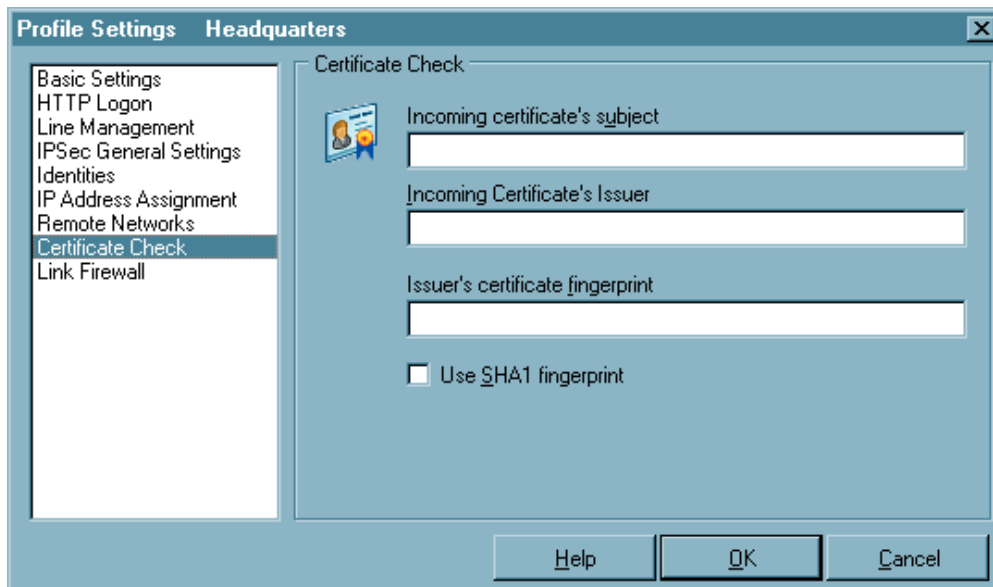 Profile Settings Headquarters
Basic Settings
HTTP Logon
Line Management
IPSec General Settings
Identities
IP Address Assignment
Remote Networks
Certificate Check
Link Firewall
Certificate Check
Incoming certificate's subject
Incoming Certificate's Issuer
Issuer's certificate fingerprint
Use SHA1 fingerprint
Help
OK
Cancel